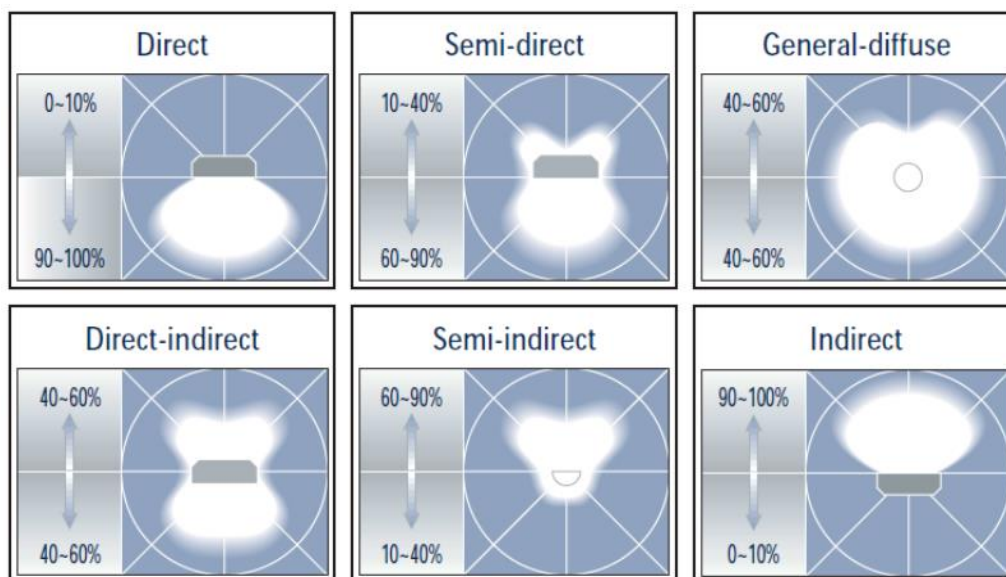 Direct
0~10%
90~100%
Semi-direct
10~40%
60~90%
General-diffuse
40~60%
40~60%
Direct-indirect
40~60%
40~60%
Semi-indirect
60~90%
10~40%
Indirect
90~100%
0~10%